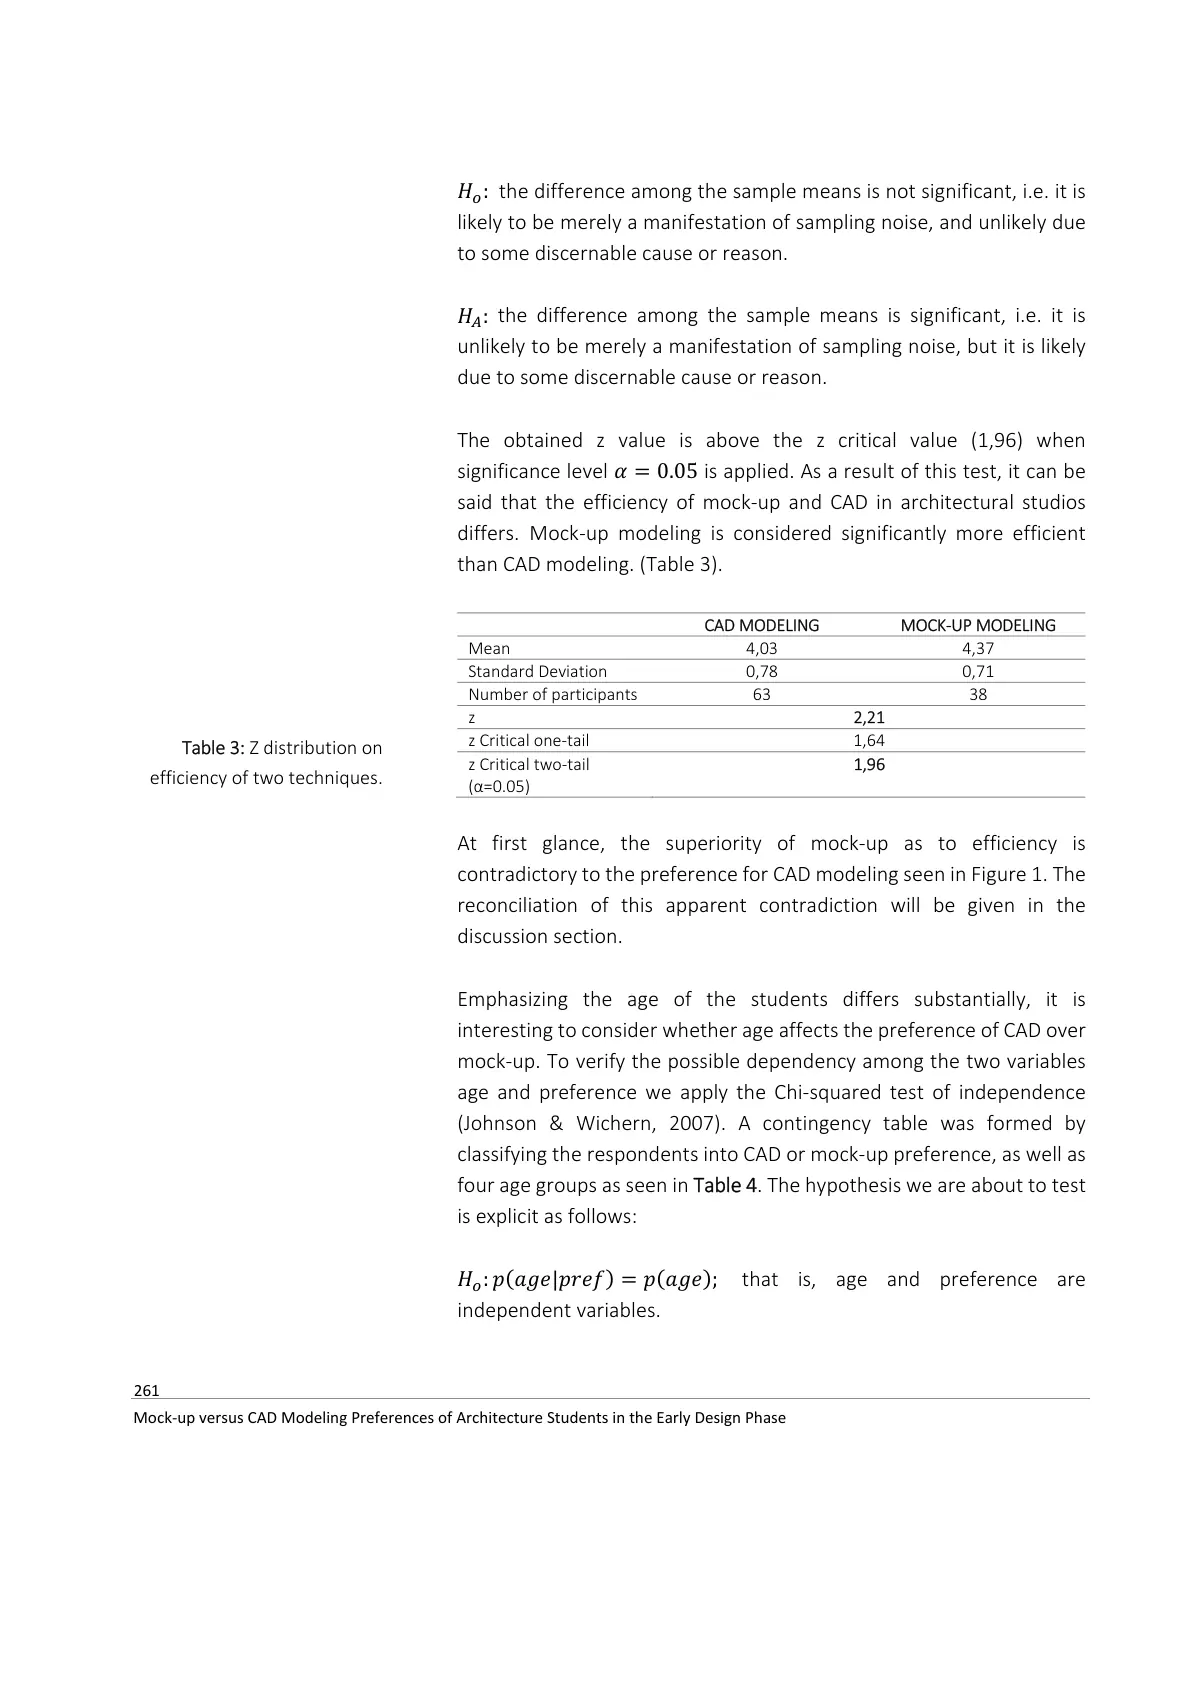 H₀: the difference among the sample means is not significant, i.e. it is
likely to be merely a manifestation of sampling noise, and unlikely due
to some discernable cause or reason.
H_A: the difference among the sample means is significant, i.e. it is
unlikely to be merely a manifestation of sampling noise, but it is likely
due to some discernable cause or reason.
The obtained z value is above the z critical value (1,96) when
significance level α = 0.05 is applied. As a result of this test, it can be
said that the efficiency of mock-up and CAD in architectural studios
differs. Mock-up modeling is considered significantly more efficient
than CAD modeling. (Table 3).
CAD MODELING MOCK-UP MODELING
Mean 4,03 4,37
Standard Deviation 0,78 0,71
Number of participants 63 38
z 2,21
z Critical one-tail 1,64
z Critical two-tail 1,96
(α=0.05)
Table 3: Z distribution on
efficiency of two techniques.
At first glance, the superiority of mock-up as to efficiency is
contradictory to the preference for CAD modeling seen in Figure 1. The
reconciliation of this apparent contradiction will be given in the
discussion section.
Emphasizing the age of the students differs substantially, it is
interesting to consider whether age affects the preference of CAD over
mock-up. To verify the possible dependency among the two variables
age and preference we apply the Chi-squared test of independence
(Johnson & Wichern, 2007). A contingency table was formed by
classifying the respondents into CAD or mock-up preference, as well as
four age groups as seen in Table 4. The hypothesis we are about to test
is explicit as follows:
H₀: p(age|pref) = p(age); that is, age and preference are
independent variables.
261
Mock-up versus CAD Modeling Preferences of Architecture Students in the Early Design Phase